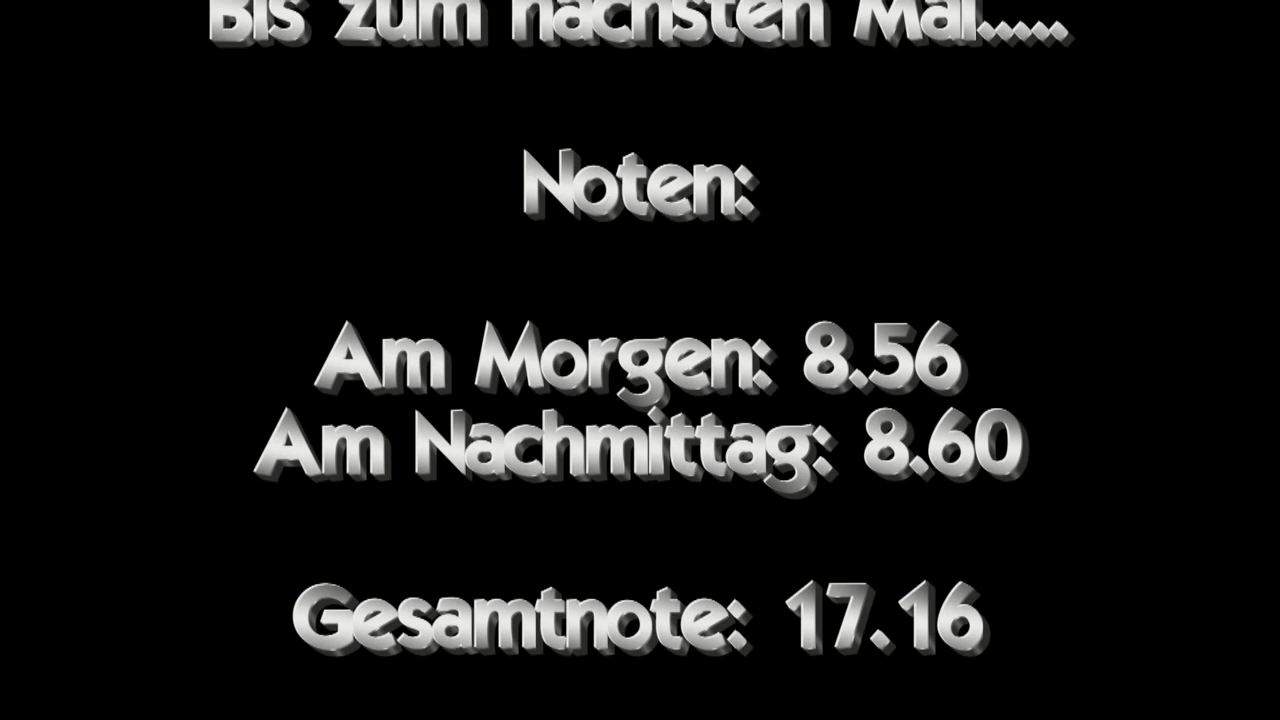 Bis zum nächsten Mal.....
Noten:
Am Morgen: 8.56
Am Nachmittag: 8.60
Gesamtnote: 17.16